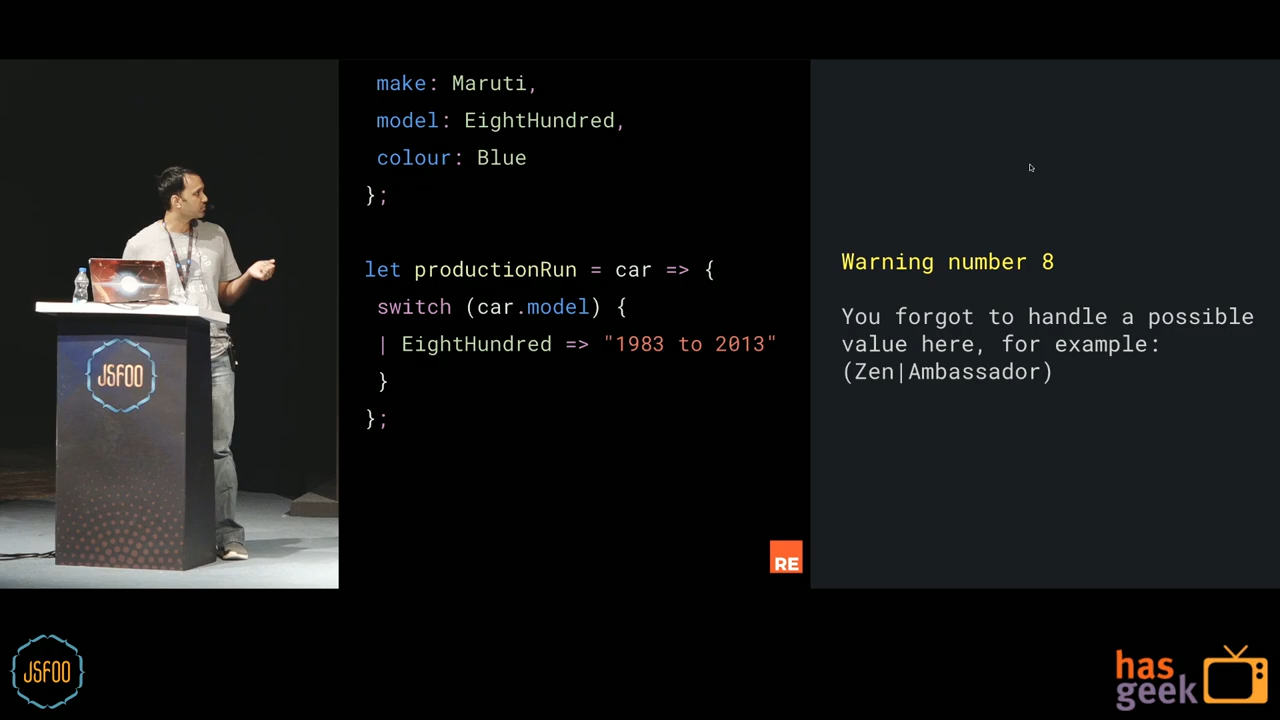 make: Maruti,
model: EightHundred,
colour: Blue
};
let productionRun = car => {
switch (car.model) {
| EightHundred => "1983 to 2013"
}
};
RE
Warning number 8
You forgot to handle a possible
value here, for example:
(Zen|Ambassador)
JSFOO
JSFOO
has
geek